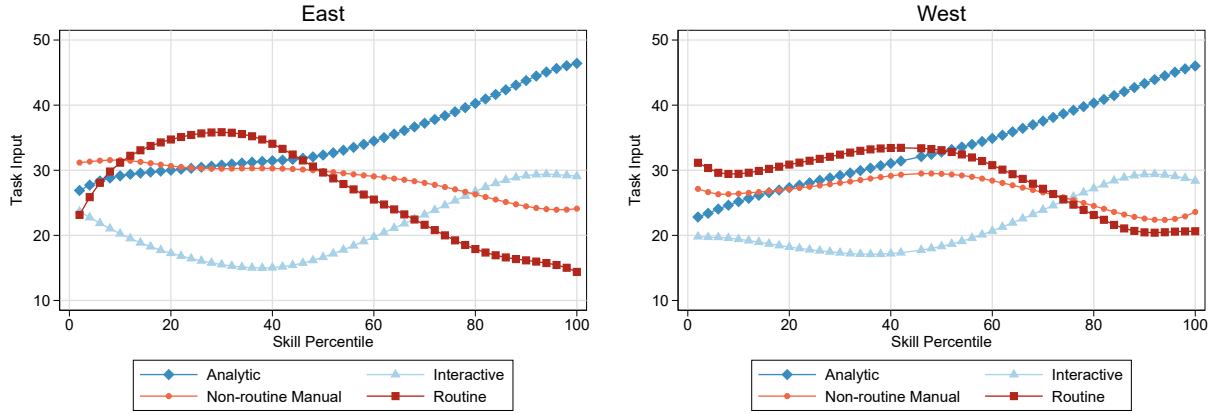 East
50
40
30
20
10
Task Input
0 20 40 60 80 100
Skill Percentile
Analytic Interactive
Non-routine Manual Routine
West
50
40
30
20
10
Task Input
0 20 40 60 80 100
Skill Percentile
Analytic Interactive
Non-routine Manual Routine